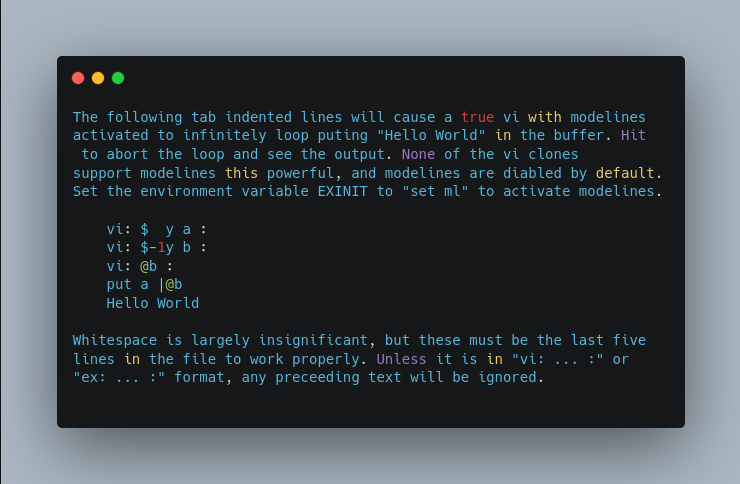 The following tab indented lines will cause a true vi with modelines
activated to infinitely loop puting "Hello World" in the buffer. Hit
 to abort the loop and see the output. None of the vi clones
support modelines this powerful, and modelines are diabled by default.
Set the environment variable EXINIT to "set ml" to activate modelines.

    vi: $  y a :
    vi: $-1y b :
    vi: @b :
    put a |@b
    Hello World

Whitespace is largely insignificant, but these must be the last five
lines in the file to work properly. Unless it is in "vi: ... :" or
"ex: ... :" format, any preceeding text will be ignored.